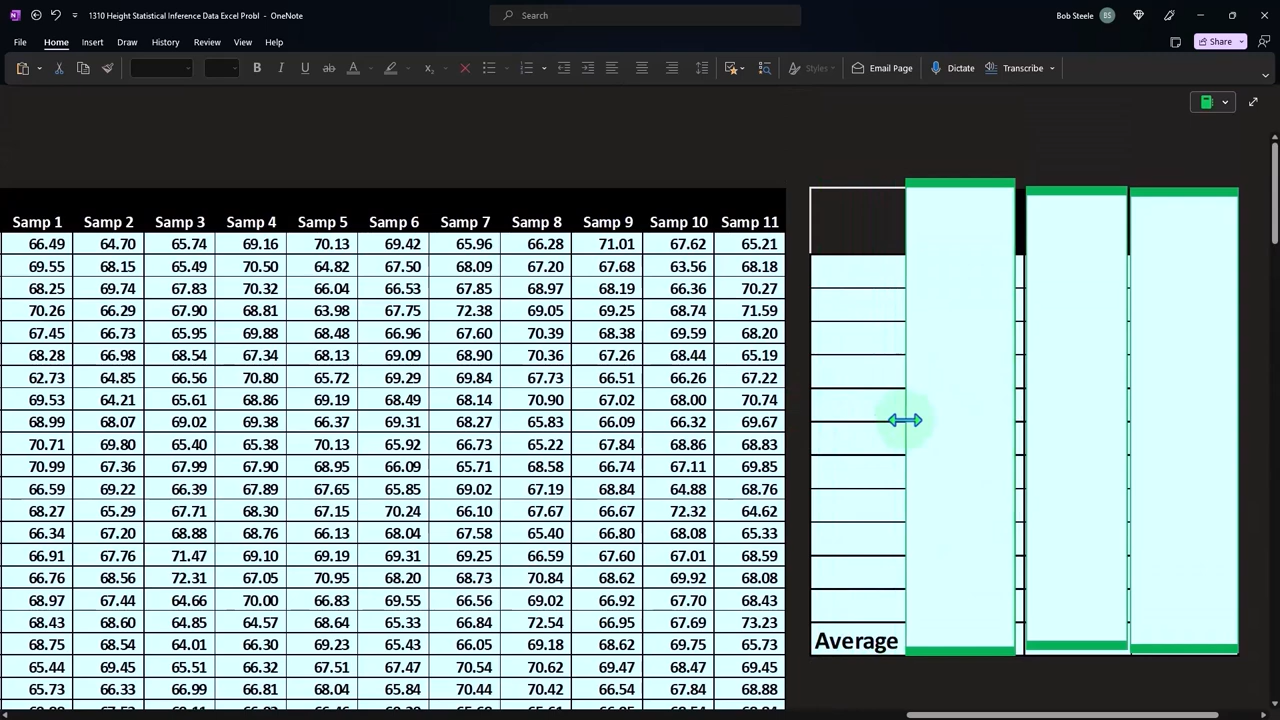 1310 Height Statistical Inference Data Excel Probl - OneNote
Search
Bob Steele BS
File Home Insert Draw History Review View Help
Share
B I U ab A x Styles Email Page Dictate Transcribe
Samp 1 Samp 2 Samp 3 Samp 4 Samp 5 Samp 6 Samp 7 Samp 8 Samp 9 Samp 10 Samp 11
66.49 64.70 65.74 69.16 70.13 69.42 65.96 66.28 71.01 67.62 65.21
69.55 68.15 65.49 70.50 64.82 67.50 68.09 67.20 67.68 63.56 68.18
68.25 69.74 67.83 70.32 66.04 66.53 67.85 68.97 68.19 66.36 70.27
70.26 66.29 67.90 68.81 63.98 67.75 72.38 69.05 69.25 68.74 71.59
67.45 66.73 65.95 69.88 68.48 66.96 67.60 70.39 68.38 69.59 68.20
68.28 66.98 68.54 67.34 68.13 69.09 68.90 70.36 67.26 68.44 65.19
62.73 64.85 66.56 70.80 65.72 69.29 69.84 67.73 66.51 66.26 67.22
69.53 64.21 65.61 68.86 69.19 68.49 68.14 70.90 67.02 68.00 70.74
68.99 68.07 69.02 69.38 66.37 69.31 68.27 65.83 66.09 66.32 69.67
70.71 69.80 65.40 65.38 70.13 65.92 66.73 65.22 67.84 68.86 68.83
70.99 67.36 67.99 67.90 68.95 66.09 65.71 68.58 66.74 67.11 69.85
66.59 69.22 66.39 67.89 67.65 65.85 69.02 67.19 68.84 64.88 68.76
68.27 65.29 67.71 68.30 67.15 70.24 66.10 67.67 66.67 72.32 64.62
66.34 67.20 68.88 68.76 66.13 68.04 67.58 65.40 66.80 68.08 65.33
66.91 67.76 71.47 69.10 69.19 69.31 69.25 66.59 67.60 67.01 68.59
66.76 68.56 72.31 67.05 70.95 68.20 68.73 70.84 68.62 69.92 68.08
68.97 67.44 64.66 70.00 66.83 69.55 66.56 69.02 66.92 67.70 68.43
68.43 68.60 64.85 64.57 68.64 65.33 66.84 72.54 66.95 67.69 73.23
68.75 68.54 64.01 66.30 69.23 65.43 66.05 69.18 68.62 69.75 65.73
65.44 69.45 65.51 66.32 67.51 67.47 70.54 70.62 69.47 68.47 69.45
65.73 66.33 66.99 66.81 68.04 65.84 70.44 70.42 66.54 67.84 68.88
Average